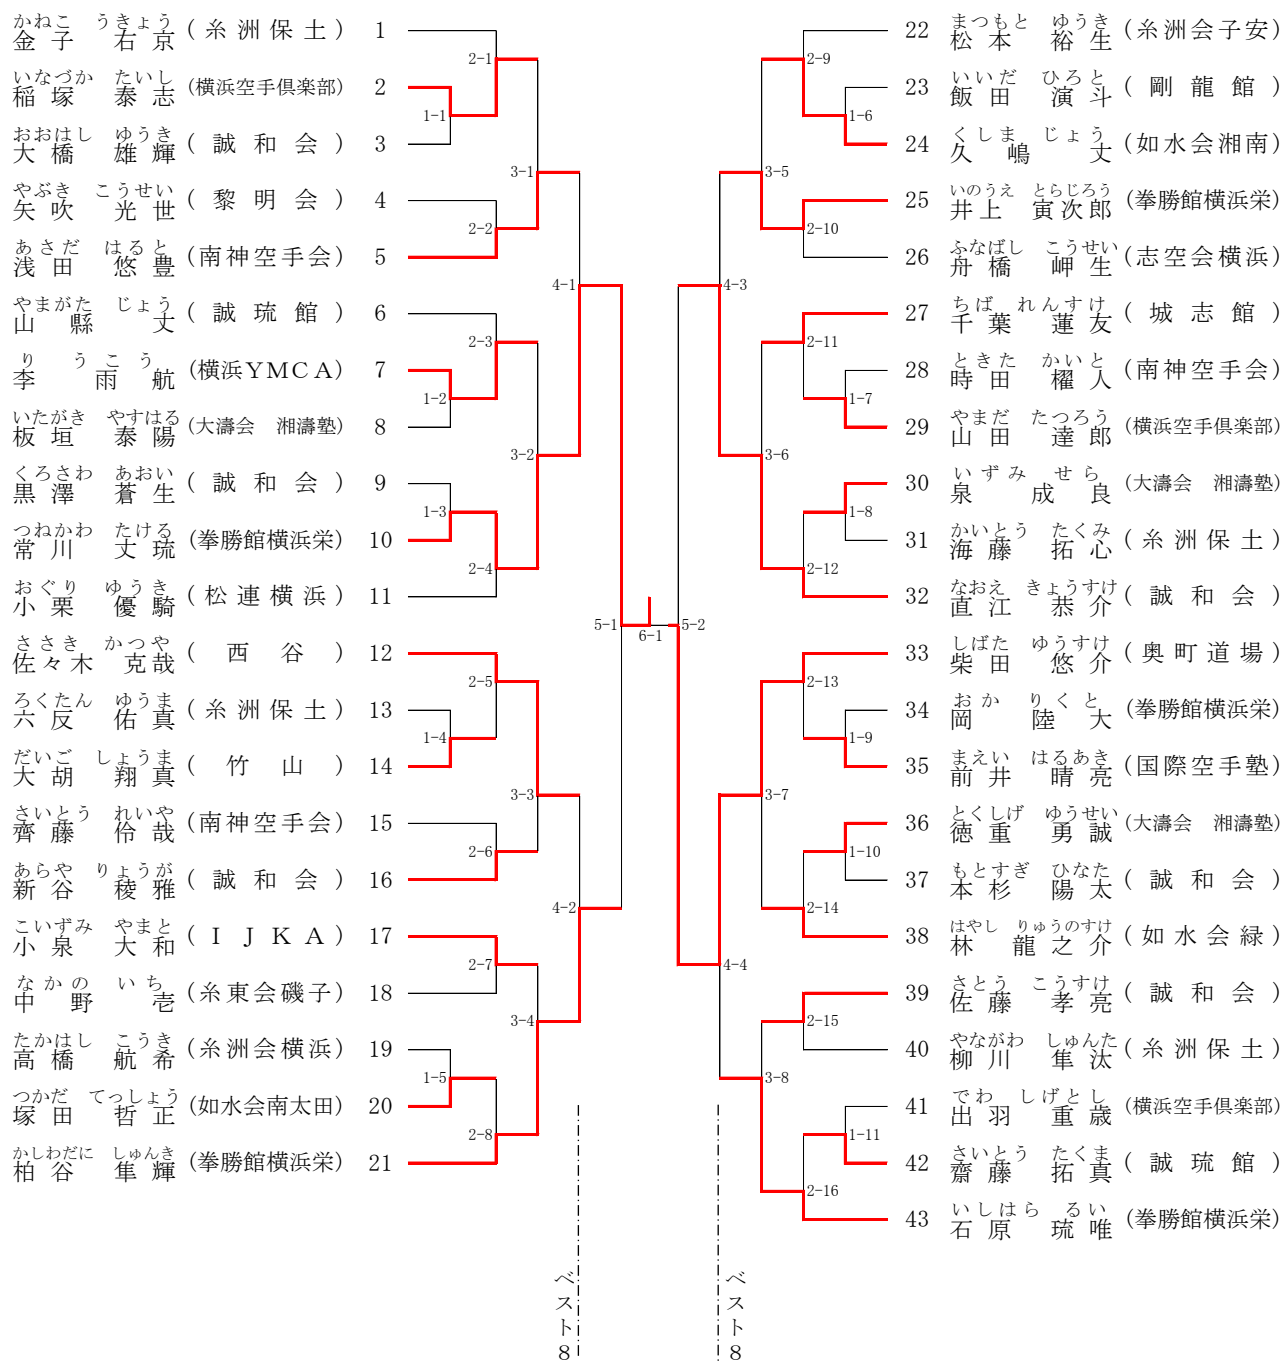 かねこ うきょう
金子 右京 (糸洲保土) 1
いなづか たいし
稲塚 泰志 (横浜空手倶楽部) 2
おおはし ゆうき
大橋 雄輝 (誠和会) 3
やぶき こうせい
矢吹 光世 (黎明会) 4
あさだ はると
浅田 悠豊 (南神空手会) 5
やまがた じょう
山縣 丈 (誠琉館) 6
り うこう
李 雨航 (横浜YMCA) 7
いたがき やすはる
板垣 泰陽 (大濤会 湘濤塾) 8
くろさわ あおい
黒澤 蒼生 (誠和会) 9
つねかわ たける
常川 丈琉 (拳勝館横浜栄) 10
おぐり ゆうき
小栗 優騎 (松連横浜) 11
ささき かつや
佐々木 克哉 (西谷) 12
ろくたん ゆうま
六反 佑真 (糸洲保土) 13
だいご しょうま
大胡 翔真 (竹山) 14
さいとう れいや
齊藤 伶哉 (南神空手会) 15
あらや りょうが
新谷 稜雅 (誠和会) 16
こいずみ やまと
小泉 大和 (IJKA) 17
なかの いち
中野 壱 (糸東会磯子) 18
たかはし こうき
高橋 航希 (糸洲会横浜) 19
つかだ てっしょう
塚田 哲正 (如水会南太田) 20
かしわだに しゅんき
柏谷 隼輝 (拳勝館横浜栄) 21
1-1
1-2
1-3
1-4
1-5
2-1
2-2
2-3
2-4
2-5
2-6
2-7
2-8
3-1
3-2
3-3
3-4
4-1
4-2
5-1
6-1
5-2
4-3
4-4
3-5
3-6
3-7
3-8
2-9
2-10
2-11
2-12
2-13
2-14
2-15
2-16
1-6
1-7
1-8
1-9
1-10
1-11
まつもと ゆうき
22 松本 裕生 (糸洲会子安)
いいだ ひろと
23 飯田 演斗 (剛龍館)
くしま じょう
24 久嶋 丈 (如水会湘南)
いのうえ とらじろう
25 井上 寅次郎 (拳勝館横浜栄)
ふなばし こうせい
26 舟橋 岬生 (志空会横浜)
ちば れんすけ
27 千葉 蓮友 (城志館)
ときた かいと
28 時田 櫂人 (南神空手会)
やまだ たつろう
29 山田 達郎 (横浜空手倶楽部)
いずみ せら
30 泉 成良 (大濤会 湘濤塾)
かいとう たくみ
31 海藤 拓心 (糸洲保土)
なおえ きょうすけ
32 直江 恭介 (誠和会)
しばた ゆうすけ
33 柴田 悠介 (奥町道場)
おか りくと
34 岡 陸大 (拳勝館横浜栄)
まえい はるあき
35 前井 晴亮 (国際空手塾)
とくしげ ゆうせい
36 徳重 勇誠 (大濤会 湘濤塾)
もとすぎ ひなた
37 本杉 陽太 (誠和会)
はやし りゅうのすけ
38 林 龍之介 (如水会緑)
さとう こうすけ
39 佐藤 孝亮 (誠和会)
やながわ しゅんた
40 柳川 隼汰 (糸洲保土)
でわ しげとし
41 出羽 重歳 (横浜空手倶楽部)
さいとう たくま
42 齋藤 拓真 (誠琉館)
いしはら るい
43 石原 琉唯 (拳勝館横浜栄)
ベスト8
ベスト8